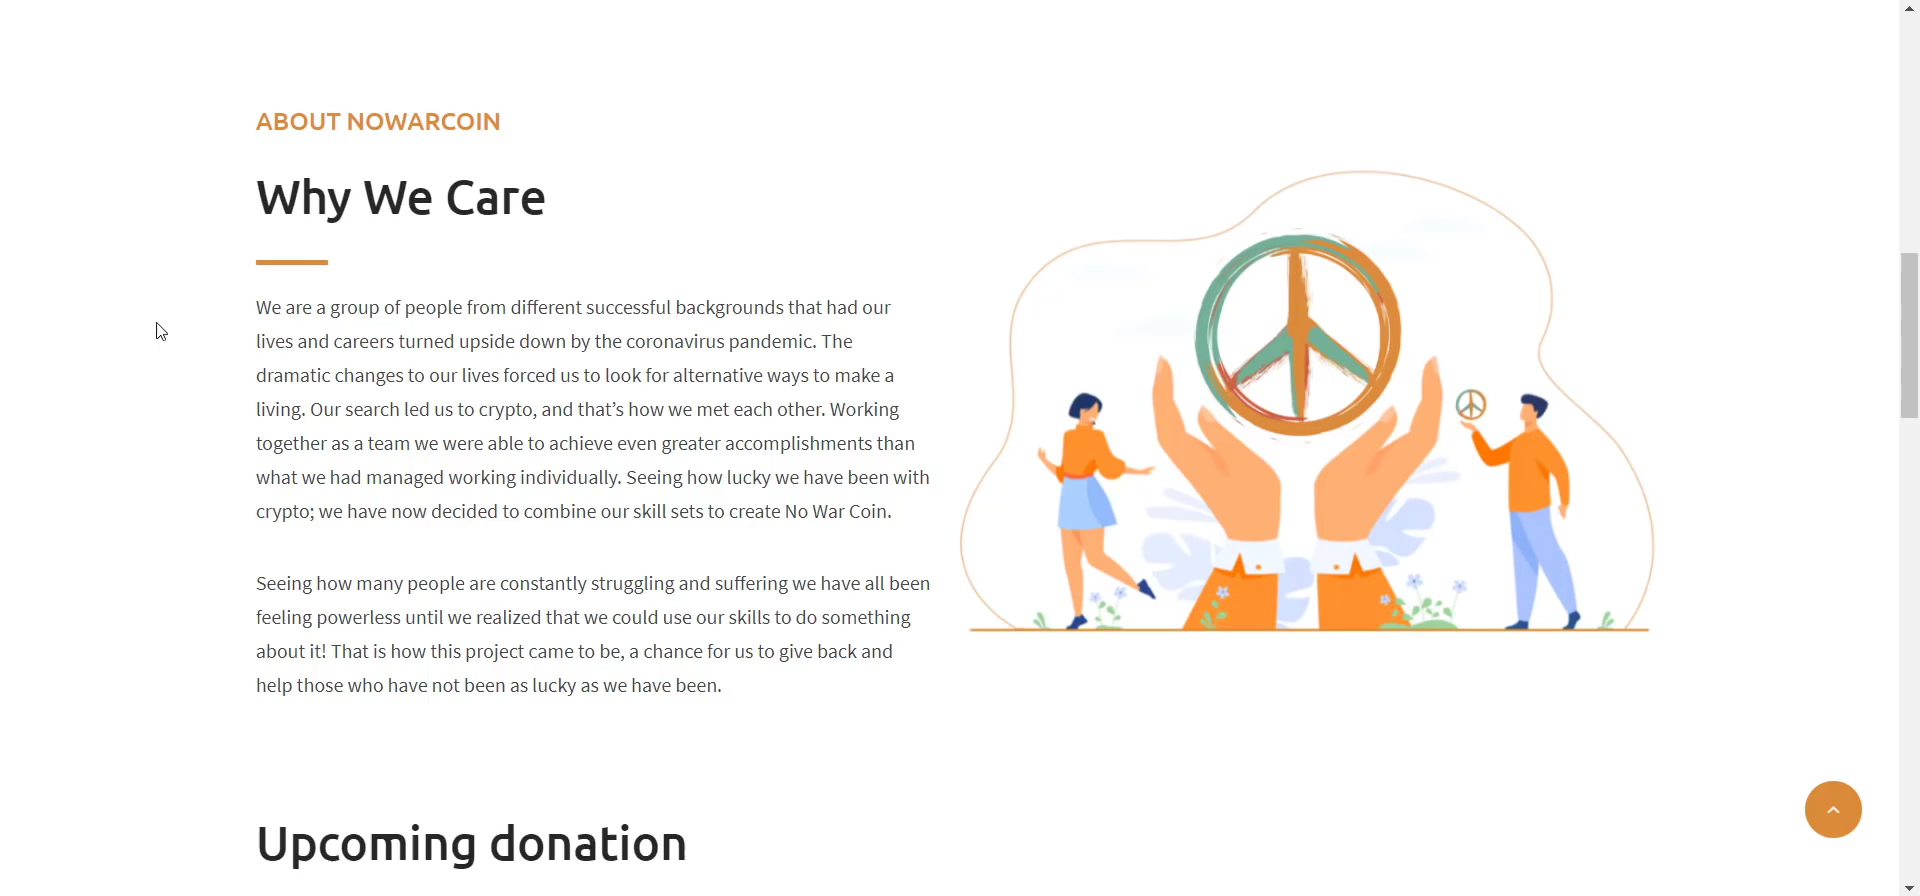 ABOUT NOWARCOIN
Why We Care
We are a group of people from different successful backgrounds that had our
lives and careers turned upside down by the coronavirus pandemic. The
dramatic changes to our lives forced us to look for alternative ways to make a
living. Our search led us to crypto, and that’s how we met each other. Working
together as a team we were able to achieve even greater accomplishments than
what we had managed working individually. Seeing how lucky we have been with
crypto; we have now decided to combine our skill sets to create No War Coin.
Seeing how many people are constantly struggling and suffering we have all been
feeling powerless until we realized that we could use our skills to do something
about it! That is how this project came to be, a chance for us to give back and
help those who have not been as lucky as we have been.
Upcoming donation